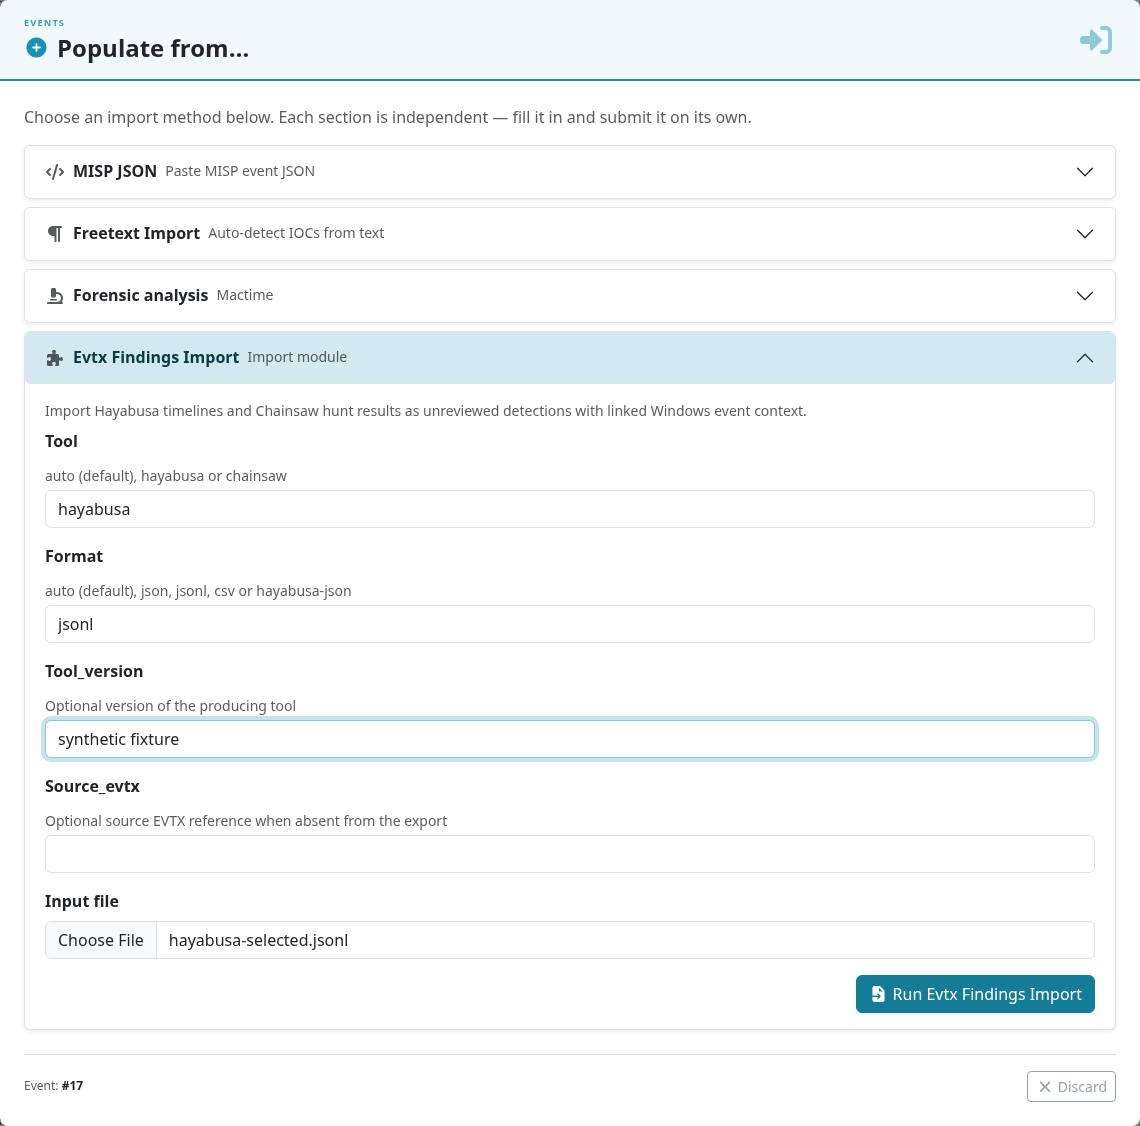 EVENTS
Populate from...
Choose an import method below. Each section is independent — fill it in and submit it on its own.
MISP JSON Paste MISP event JSON
Freetext Import Auto-detect IOCs from text
Forensic analysis Mactime
Evtx Findings Import Import module
Import Hayabusa timelines and Chainsaw hunt results as unreviewed detections with linked Windows event context.
Tool
auto (default), hayabusa or chainsaw
hayabusa
Format
auto (default), json, jsonl, csv or hayabusa-json
jsonl
Tool_version
Optional version of the producing tool
synthetic fixture
Source_evtx
Optional source EVTX reference when absent from the export
Input file
Choose File hayabusa-selected.jsonl
Run Evtx Findings Import
Event: #17
Discard